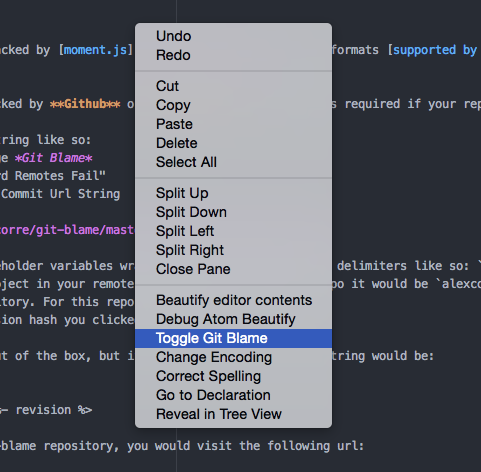 Undo
Redo
Cut
Copy
Paste
Delete
Select All
Split Up
Split Down
Split Left
Split Right
Close Pane
Beautify editor contents
Debug Atom Beautify
Toggle Git Blame
Change Encoding
Correct Spelling
Go to Declaration
Reveal in Tree View
acked by [moment.js] formats [supported by
ked by **Github** o s required if your rep
ring like so:
e *Git Blame*
rd Remotes Fail"
Commit Url String
orre/git-blame/mast
eholder variables wr delimiters like so: `
oject in your remote o it would be `alexco
itory. For this repo
sion hash you clicke
ut of the box, but i tring would be:
- revision %>
-blame repository, you would visit the following url: